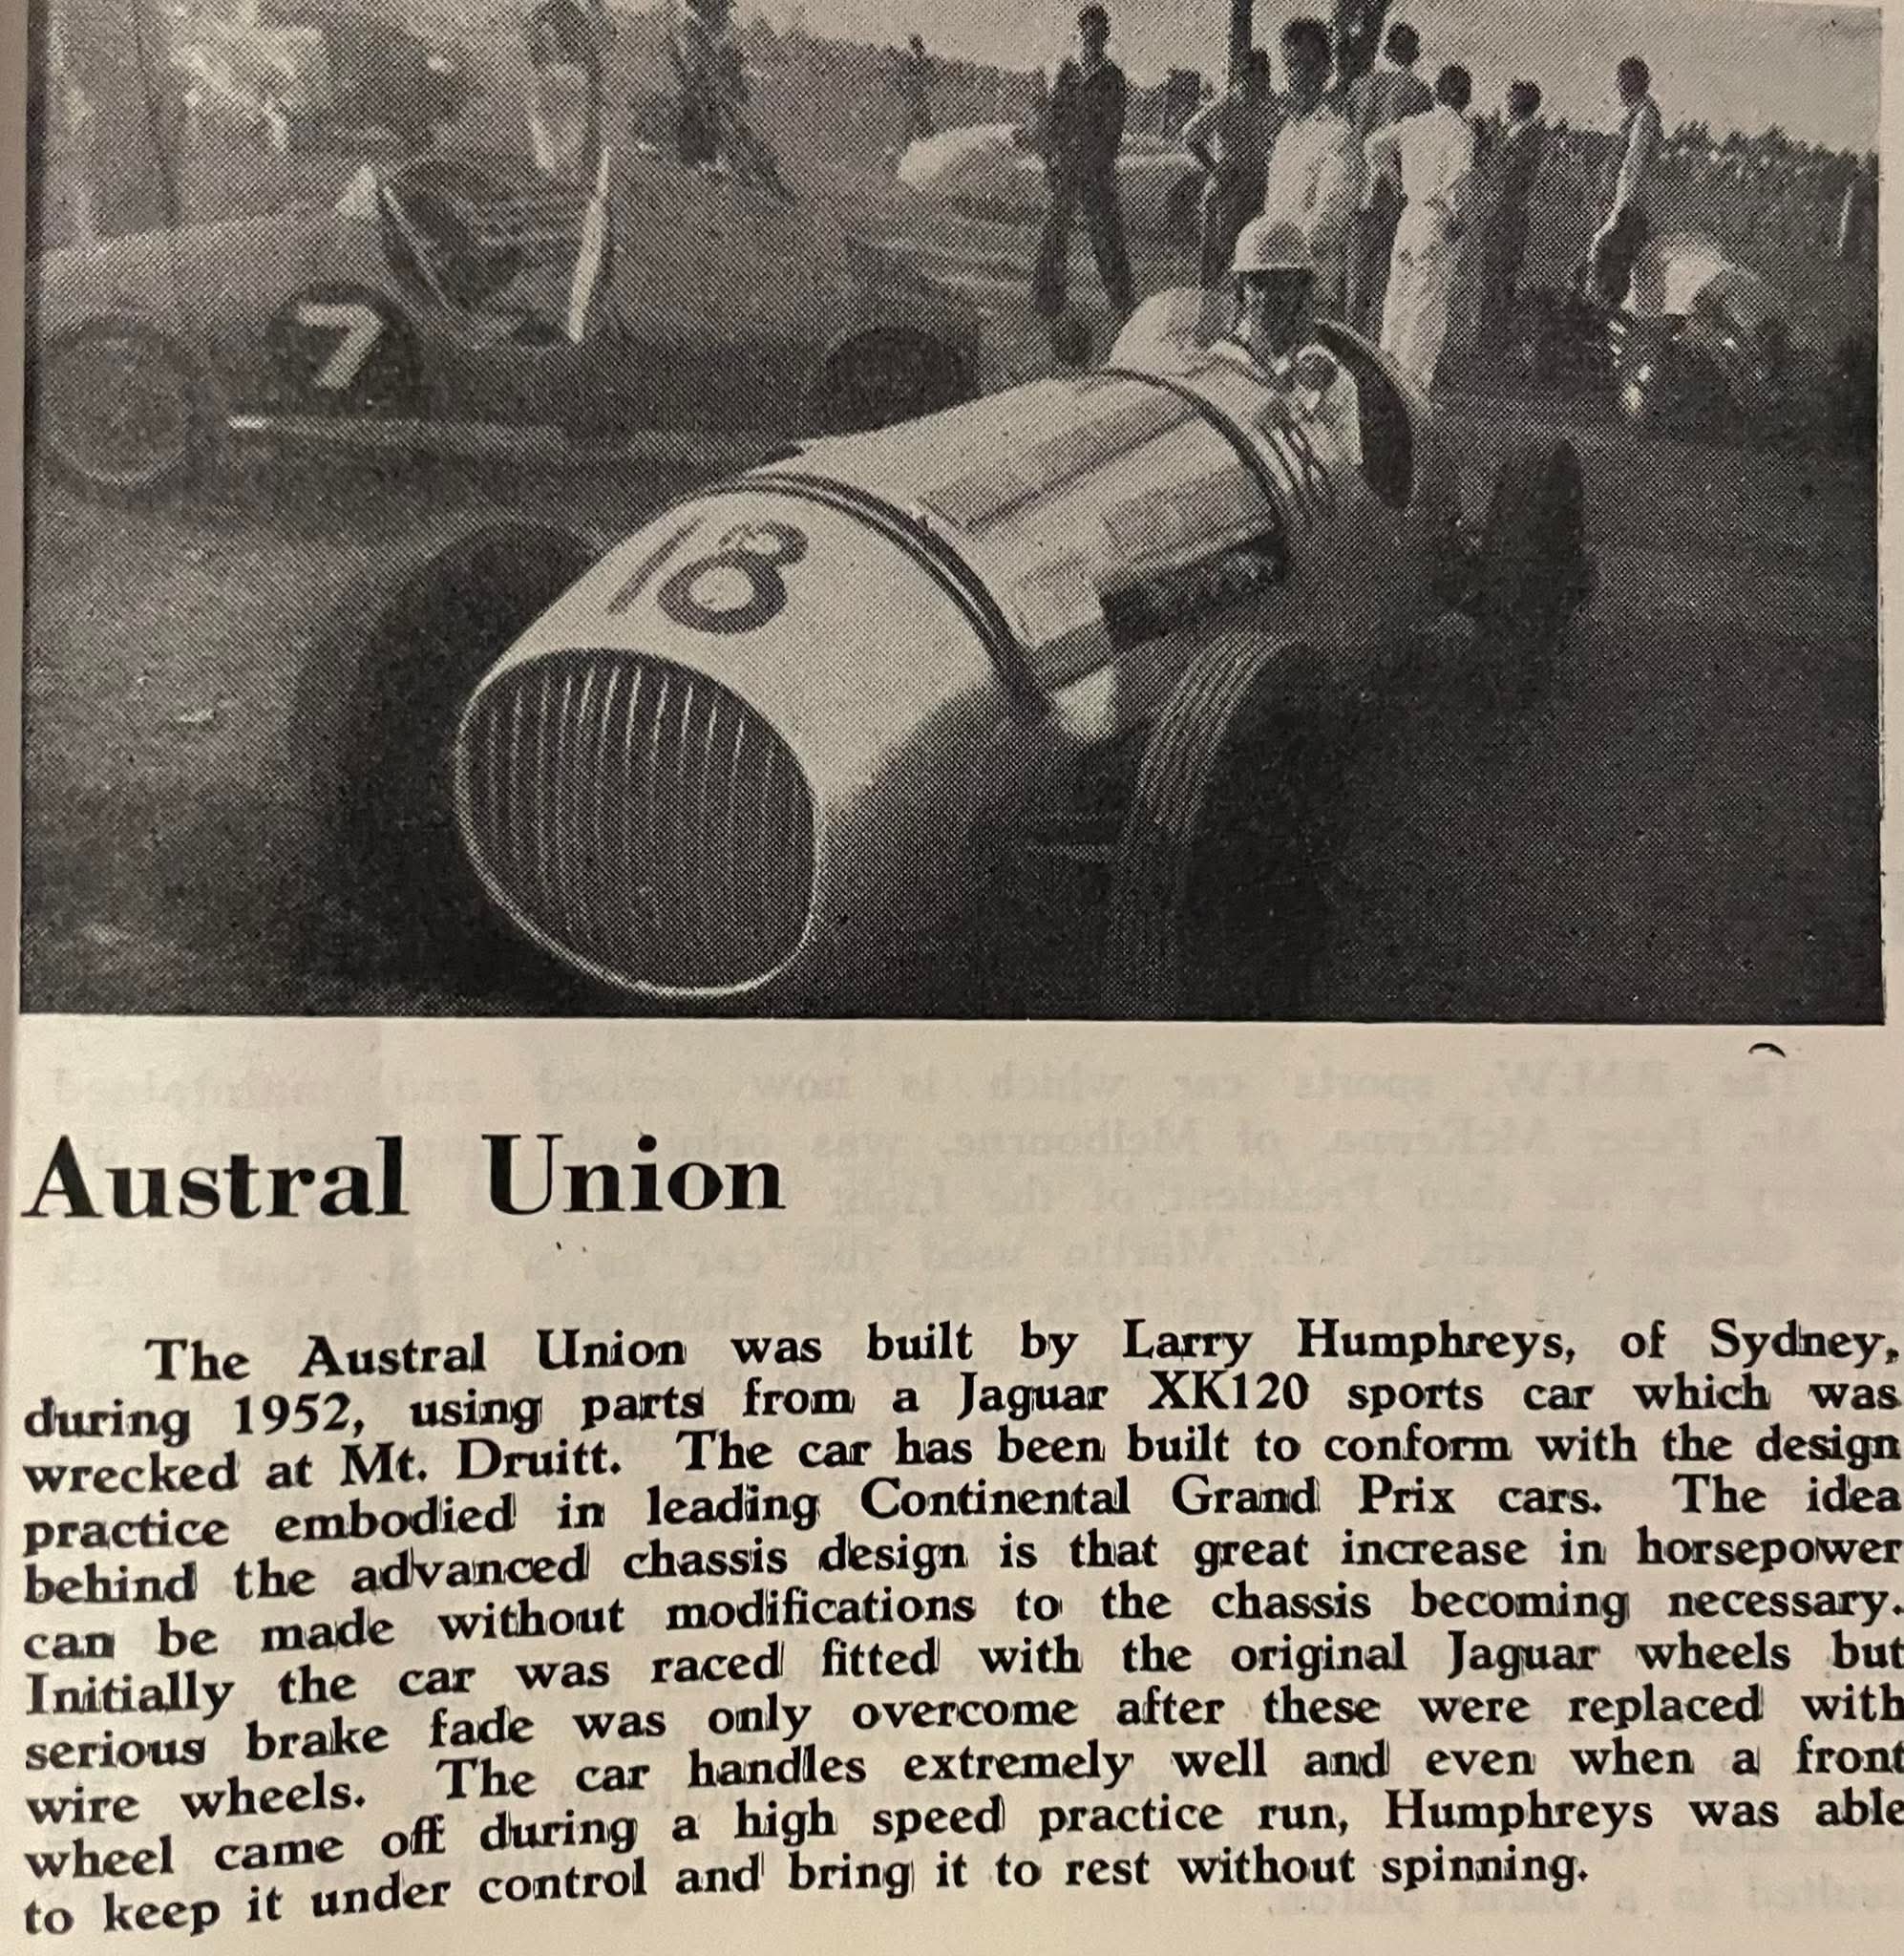 7
18
Austral Union
The Austral Union was built by Larry Humphreys, of Sydney,
during 1952, using parts from a Jaguar XK120 sports car which was
wrecked at Mt. Druitt. The car has been built to conform with the design
practice embodied in leading Continental Grand Prix cars. The idea
behind the advanced chassis design is that great increase in horsepower
can be made without modifications to the chassis becoming necessary.
Initially the car was raced fitted with the original Jaguar wheels but
serious brake fade was only overcome after these were replaced with
wire wheels. The car handles extremely well and even when a front
wheel came off during a high speed practice run, Humphreys was able
to keep it under control and bring it to rest without spinning.